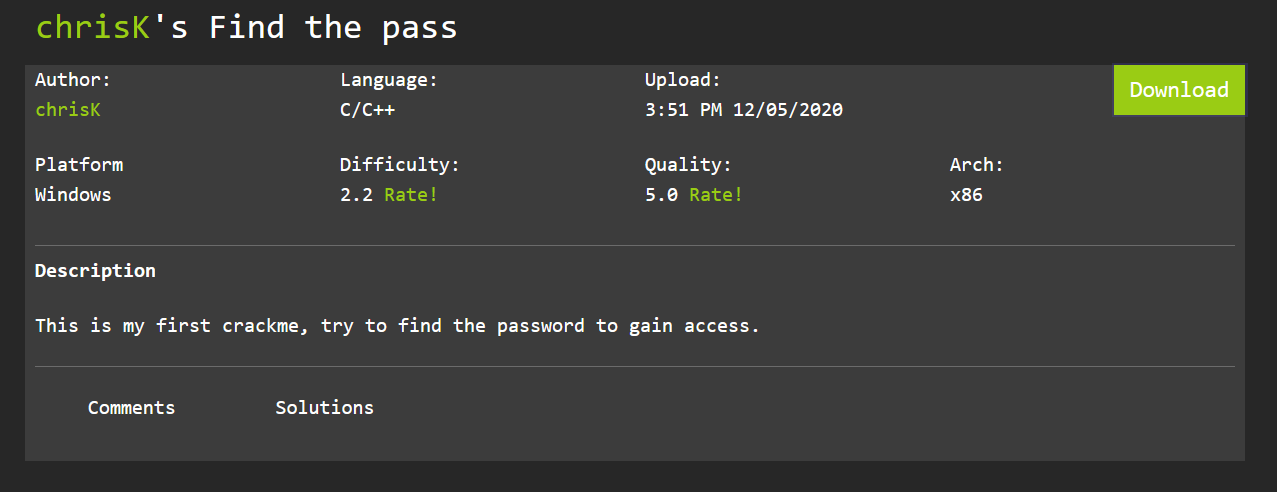 chrisK's Find the pass
Author: Language: Upload: Download
chrisK C/C++ 3:51 PM 12/05/2020
Platform Difficulty: Quality: Arch:
Windows 2.2 Rate! 5.0 Rate! x86
Description
This is my first crackme, try to find the password to gain access.
Comments Solutions